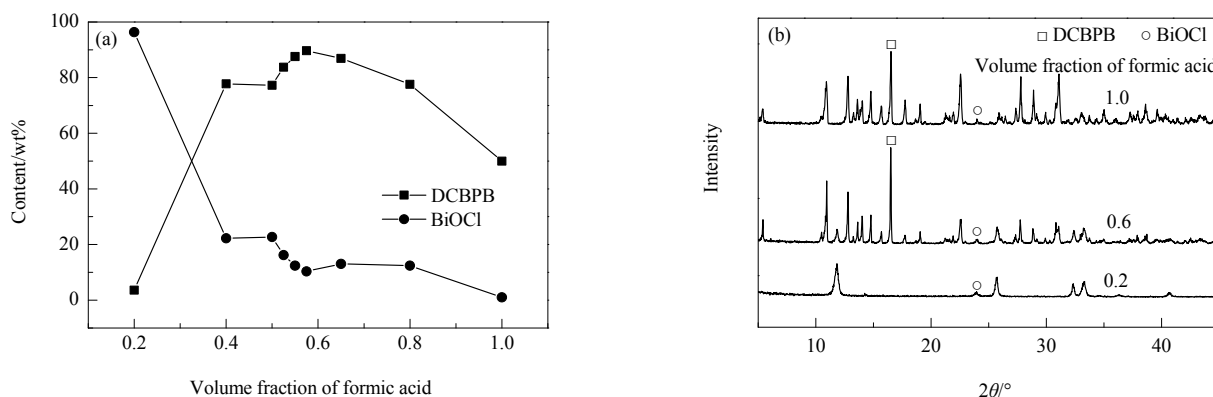 (a)
100
80
60
40
20
0
Content/wt%
DCBPB
BiOCl
0.2 0.4 0.6 0.8 1.0
Volume fraction of formic acid
(b)
□ DCBPB ○ BiOCl
Volume fraction of formic acid
1.0
0.6
0.2
Intensity
10 20 30 40
2θ/°